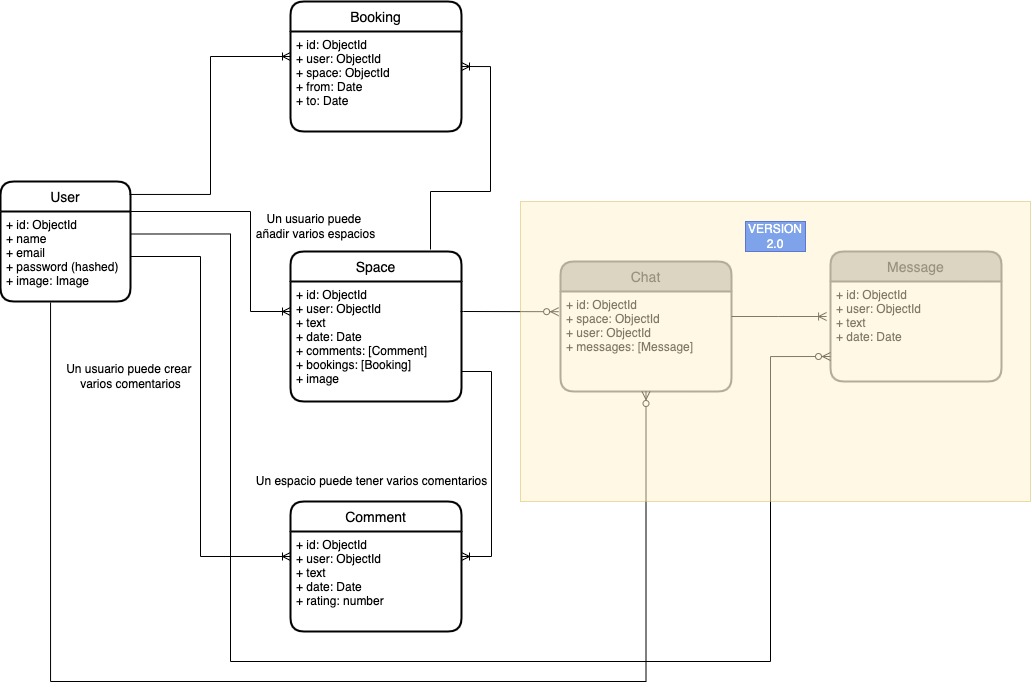 Booking
+ id: ObjectId
+ user: ObjectId
+ space: ObjectId
+ from: Date
+ to: Date
User
+ id: ObjectId
+ name
+ email
+ password (hashed)
+ image: Image
Un usuario puede
añadir varios espacios
Space
+ id: ObjectId
+ user: ObjectId
+ text
+ date: Date
+ comments: [Comment]
+ bookings: [Booking]
+ image
VERSION
2.0
Chat
+ id: ObjectId
+ space: ObjectId
+ user: ObjectId
+ messages: [Message]
Message
+ id: ObjectId
+ user: ObjectId
+ text
+ date: Date
Un usuario puede crear
varios comentarios
Un espacio puede tener varios comentarios
Comment
+ id: ObjectId
+ user: ObjectId
+ text
+ date: Date
+ rating: number